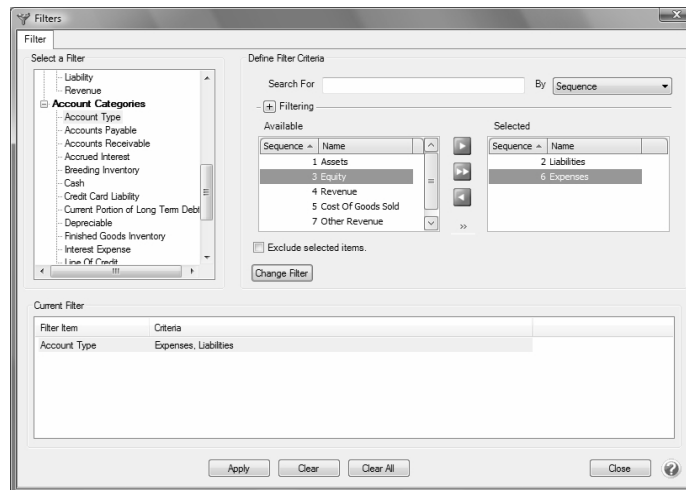 Filters
Filter
Select a Filter
Liability
Revenue
Account Categories
Account Type
Accounts Payable
Accounts Receivable
Accrued Interest
Breeding Inventory
Cash
Credit Card Liability
Current Portion of Long Term Debt
Depreciable
Finished Goods Inventory
Interest Expense
Line Of Credit
Define Filter Criteria
Search For
By Sequence
Filtering
Available
Sequence Name
1 Assets
3 Equity
4 Revenue
5 Cost Of Goods Sold
7 Other Revenue
Selected
Sequence Name
2 Liabilities
6 Expenses
Exclude selected items.
Change Filter
Current Filter
Filter Item Criteria
Account Type Expenses, Liabilities
Apply Clear Clear All Close